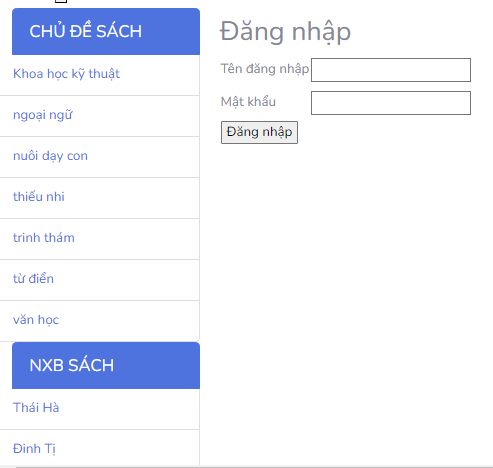 CHỦ ĐỀ SÁCH
Khoa học kỹ thuật
ngoại ngữ
nuôi dạy con
thiếu nhi
trinh thám
từ điển
văn học
NXB SÁCH
Thái Hà
Đinh Tị
Đăng nhập
Tên đăng nhập
Mật khẩu
Đăng nhập